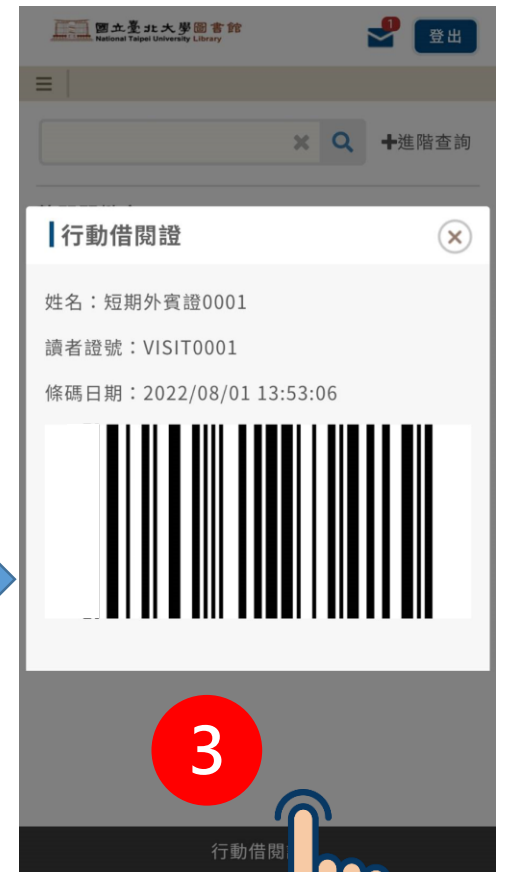 國立臺北大學圖書館
National Taipei University Library
1
登出
進階查詢
行動借閱證
姓名：短期外賓證0001
讀者證號：VISIT0001
條碼日期：2022/08/01 13:53:06
3
行動借閱